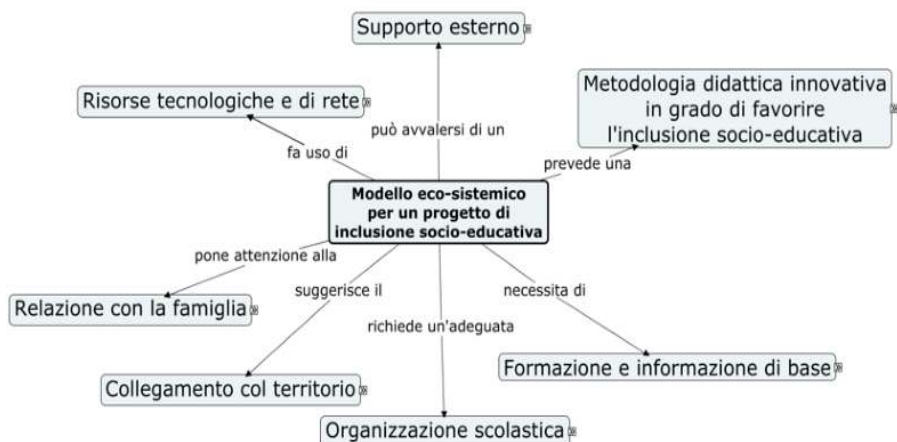 Supporto esterno
Metodologia didattica innovativa
in grado di favorire
l'inclusione socio-educativa
Risorse tecnologiche e di rete
può avvalersi di un
fa uso di
prevede una
Modello eco-sistemico
per un progetto di
inclusione socio-educativa
pone attenzione alla
suggerisce il
necessita di
Relazione con la famiglia
richiede un'adeguata
Formazione e informazione di base
Collegamento col territorio
Organizzazione scolastica